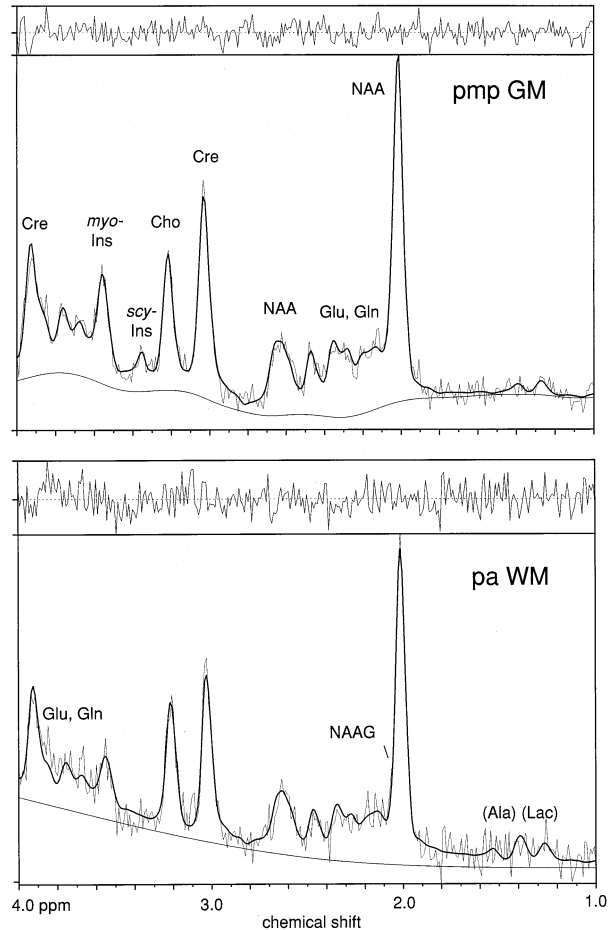 NAA
pmp GM
Cre
Cre
myo-
Ins
Cho
scy-
Ins
NAA
Glu, Gln
pa WM
Glu, Gln
NAAG
(Ala) (Lac)
4.0 ppm
3.0
2.0
1.0
chemical shift